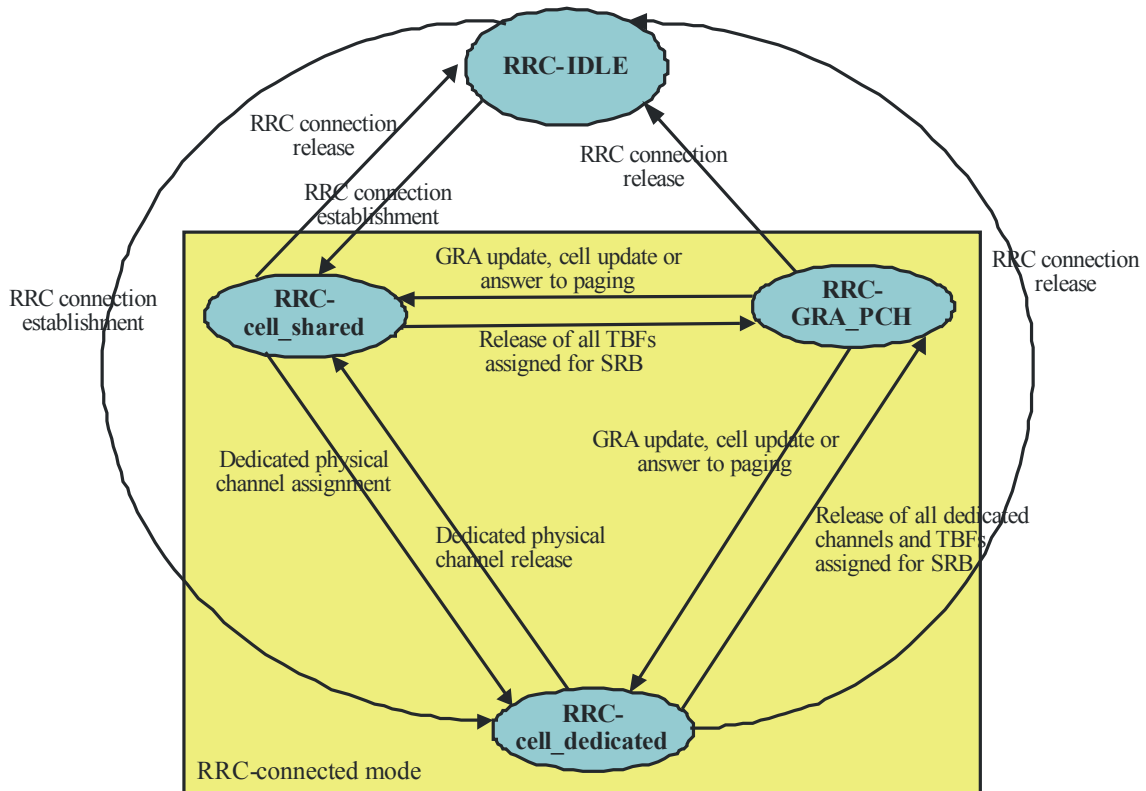 RRC-IDLE
RRC connection
release
RRC connection
release
RRC connection
establishment
GRA update, cell update or
answer to paging
RRC connection
release
RRC connection
establishment
RRC-
cell_shared
RRC-
GRA_PCH
Release of all TBFs
assigned for SRB
GRA update, cell update or
answer to paging
Dedicated physical
channel assignment
Dedicated physical
channel release
Release of all dedicated
channels and TBFs
assigned for SRB
RRC-
cell_dedicated
RRC-connected mode